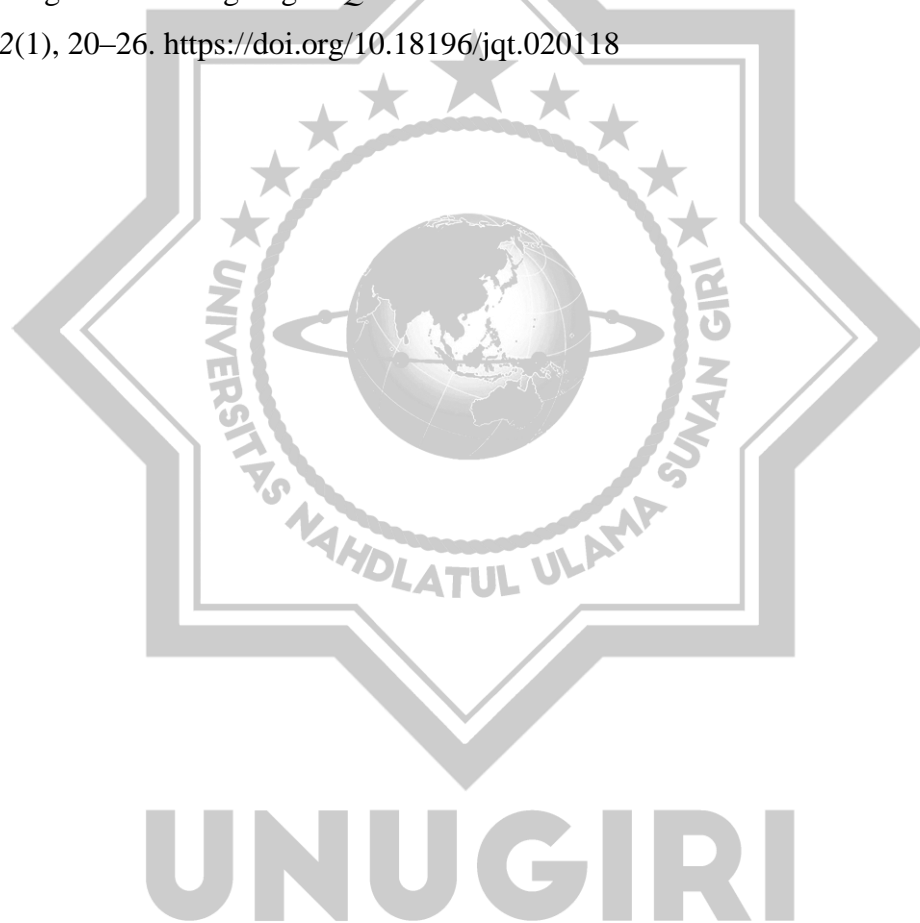 2(1), 20–26. https://doi.org/10.18196/jqt.020118
UNIVERSITAS NAHDLATUL ULAMA SUNAN GIRI
UNUGIRI